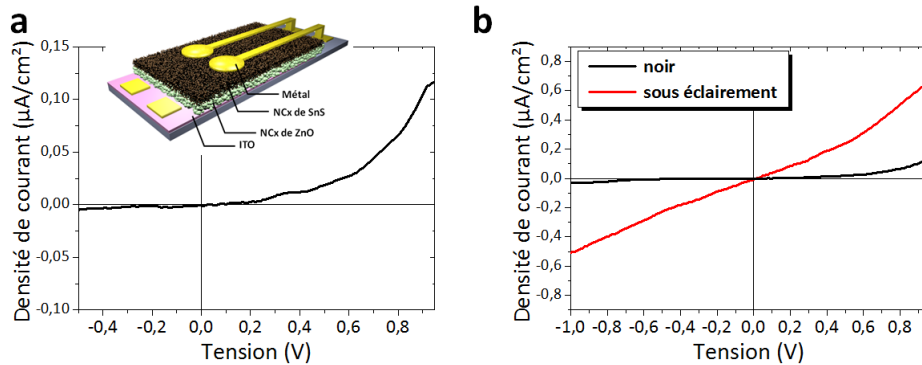 a
Densité de courant (µA/cm²)
0,15
0,10
0,05
0,00
-0,05
-0,10
-0,4 -0,2 0,0 0,2 0,4 0,6 0,8
Tension (V)
Métal
NCx de SnS
NCx de ZnO
ITO
b
Densité de courant (µA/cm²)
0,8
0,6
0,4
0,2
0,0
-0,2
-0,4
-0,6
-0,8
-1,0 -0,8 -0,6 -0,4 -0,2 0,0 0,2 0,4 0,6 0,8
Tension (V)
noir
sous éclairement